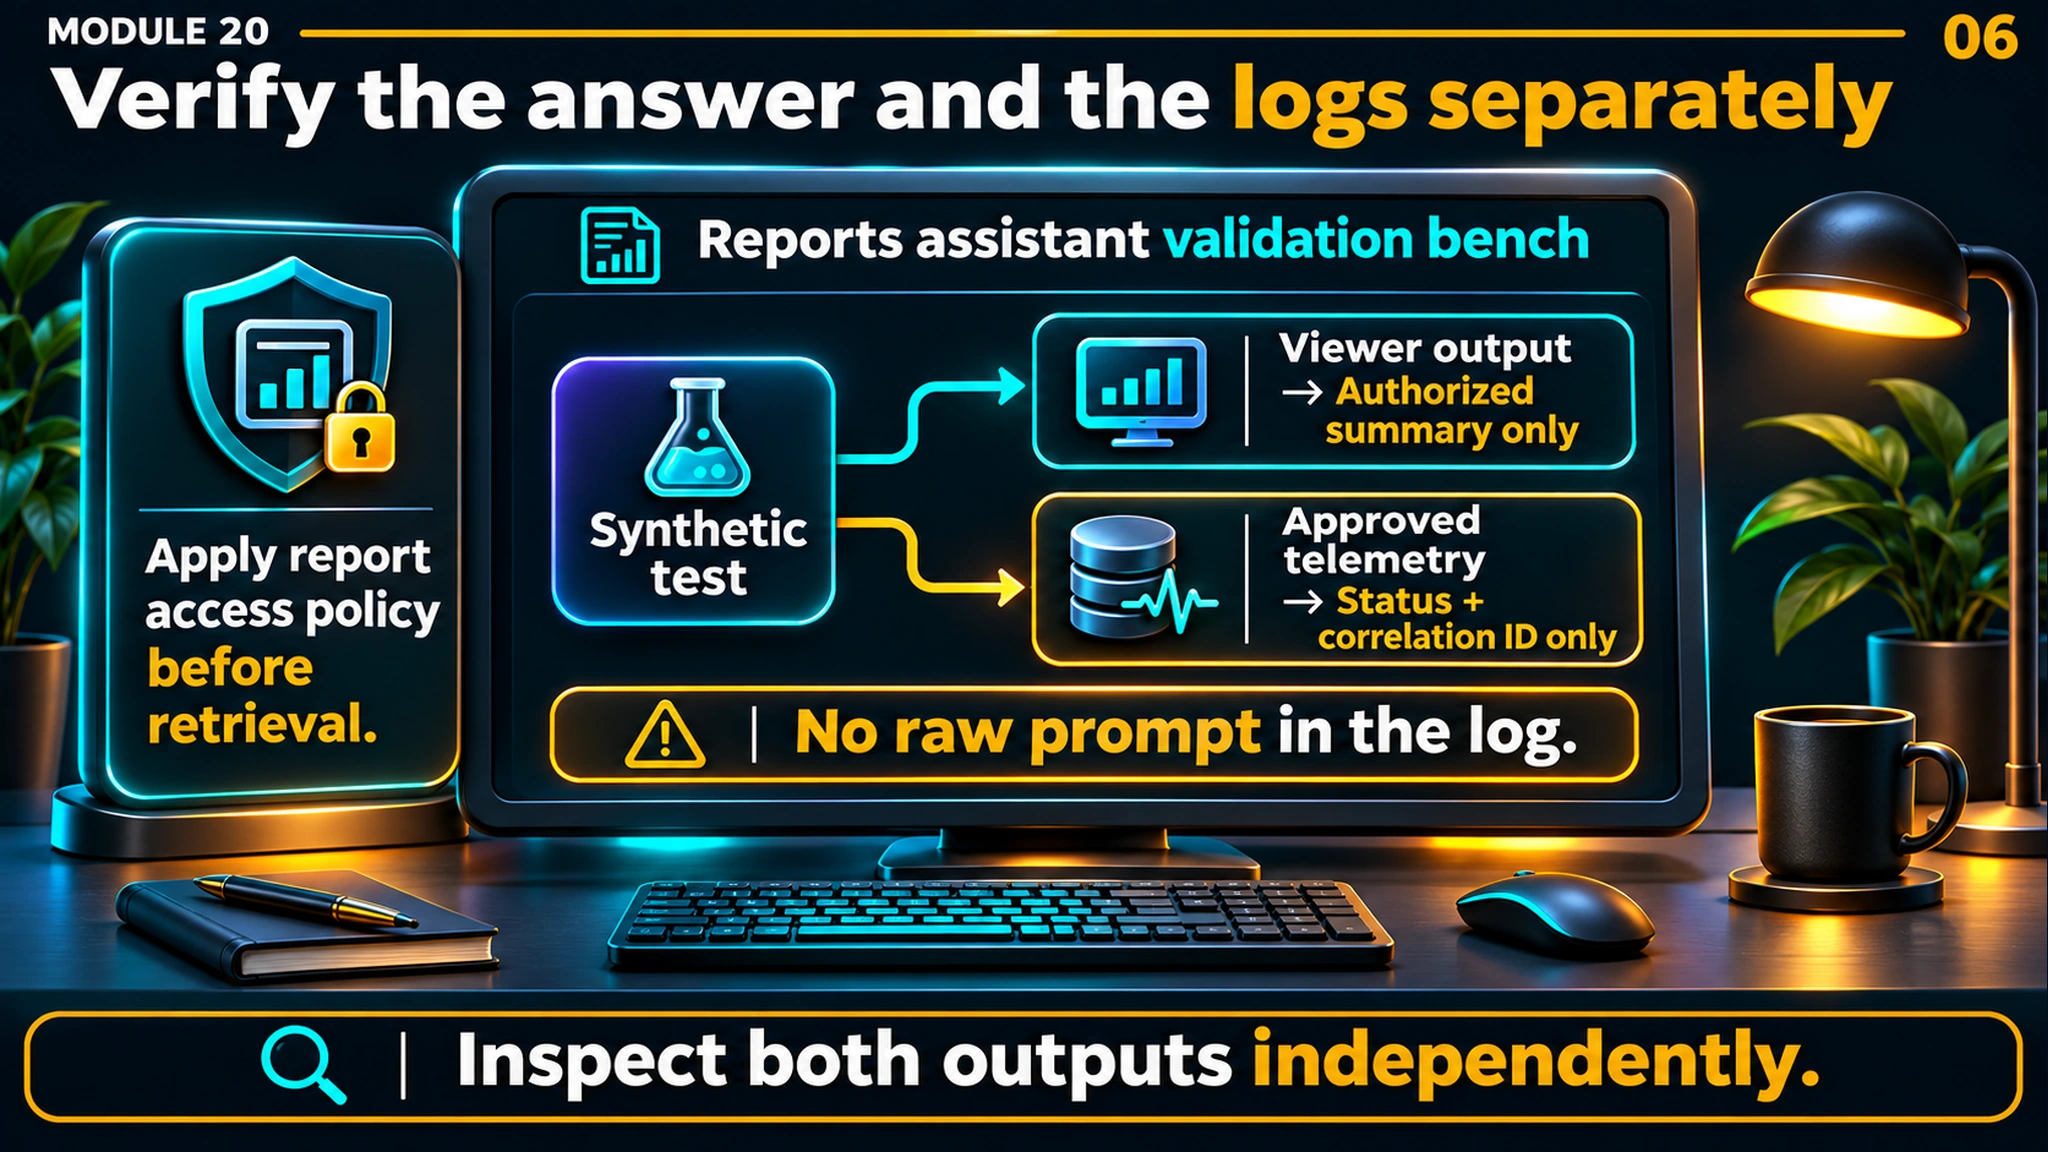 MODULE 20
06
Verify the answer and the logs separately
Apply report
access policy
before
retrieval.
Reports assistant validation bench
Synthetic
test
Viewer output
→ Authorized
summary only
Approved
telemetry
→ Status +
correlation ID only
No raw prompt in the log.
Inspect both outputs independently.